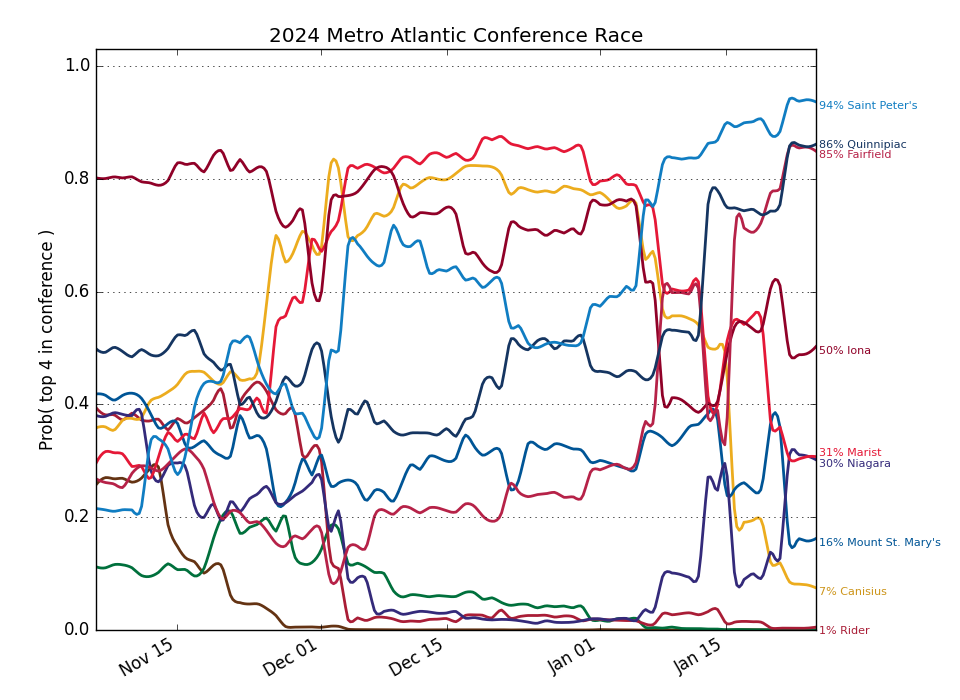 2024 Metro Atlantic Conference Race
1.0
0.8
0.6
0.4
0.2
0.0
Prob( top 4 in conference )
Nov 15
Dec 01
Dec 15
Jan 01
Jan 15
94% Saint Peter's
86% Quinnipiac
85% Fairfield
50% Iona
31% Marist
30% Niagara
16% Mount St. Mary's
7% Canisius
1% Rider